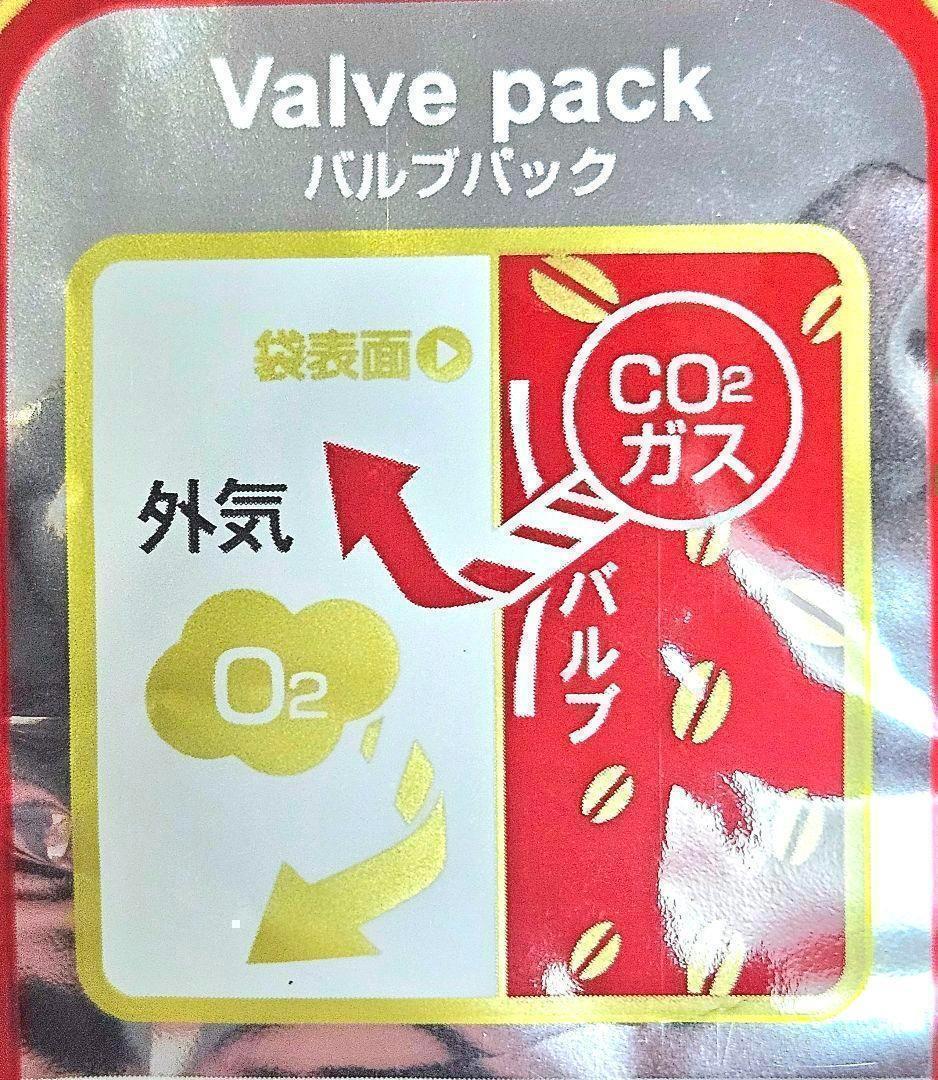 Valve pack
バルブパック
袋表面
CO2
ガス
外気
バルブ
O2